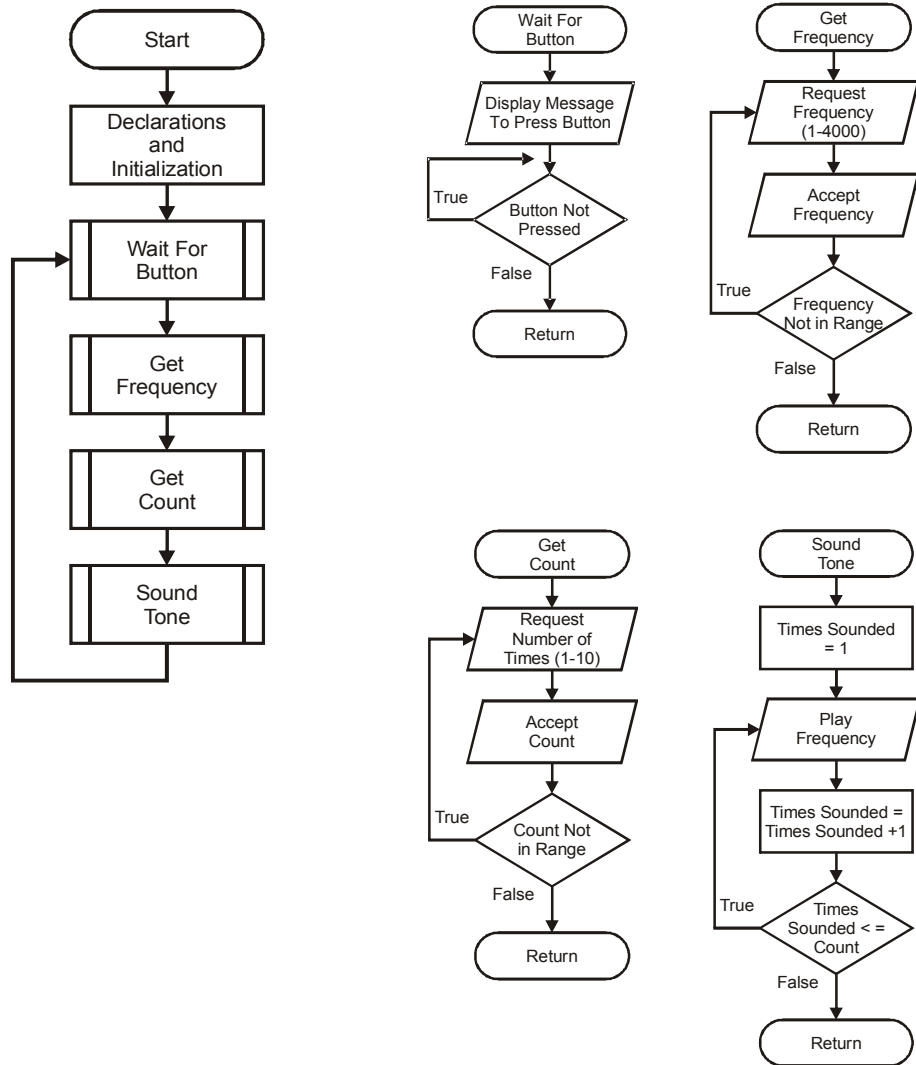 Start
Declarations
and
Initialization
Wait For
Button
Get
Frequency
Get
Count
Sound
Tone
Wait For
Button
Display Message
To Press Button
True
Button Not
Pressed
False
Return
Get
Frequency
Request
Frequency
(1-4000)
Accept
Frequency
True
Frequency
Not in Range
False
Return
Get
Count
Request
Number of
Times (1-10)
Accept
Count
True
Count Not
in Range
False
Return
Sound
Tone
Times Sounded
= 1
Play
Frequency
Times Sounded =
Times Sounded +1
True
Times
Sounded < =
Count
False
Return